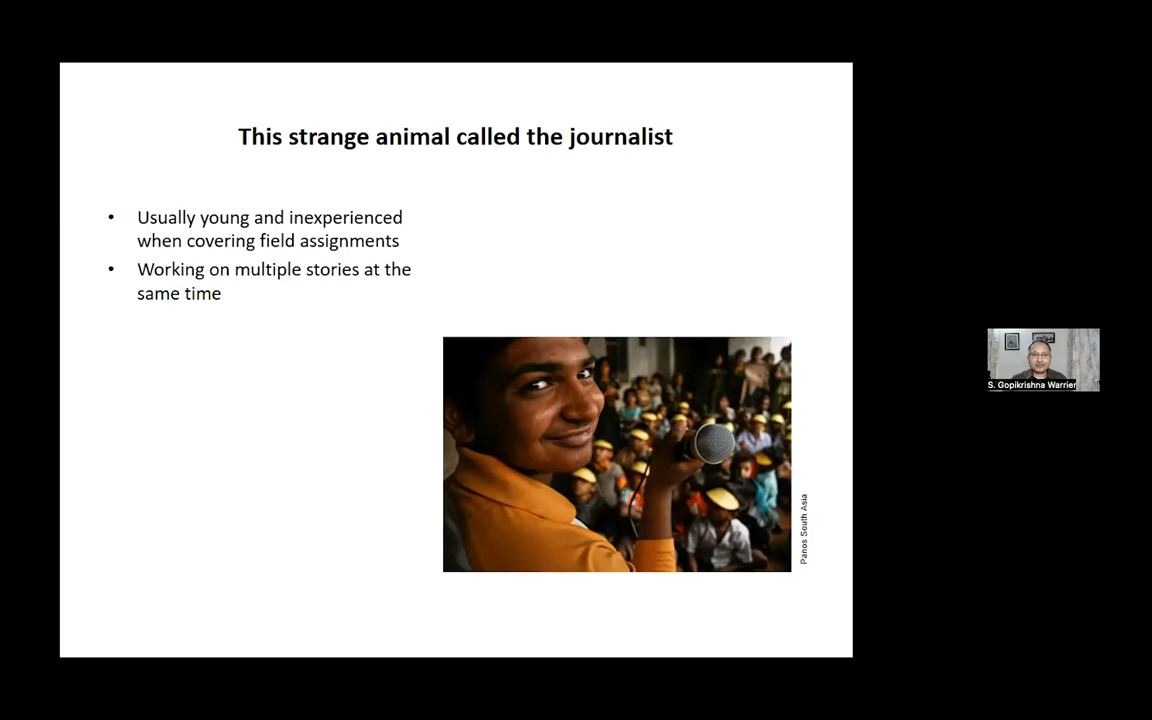 This strange animal called the journalist
• Usually young and inexperienced
when covering field assignments
• Working on multiple stories at the
same time
Panos South Asia
S. Gopikrishna Warrier